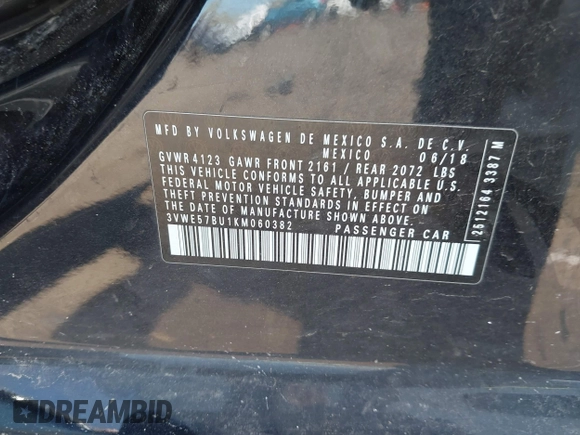 MFD BY VOLKSWAGEN DE MEXICO S.A. DE C.V.
MEXICO 06/18
GVWR 4123 GAWR FRONT 2161 / REAR 2072 LBS
THIS VEHICLE CONFORMS TO ALL APPLICABLE U.S.
FEDERAL MOTOR VEHICLE SAFETY, BUMPER AND
THEFT PREVENTION STANDARDS IN EFFECT ON
THE DATE OF MANUFACTURE SHOWN ABOVE.
3VWE57BU1KM060382 PASSENGER CAR
2612164 3387 M
DREAMBID